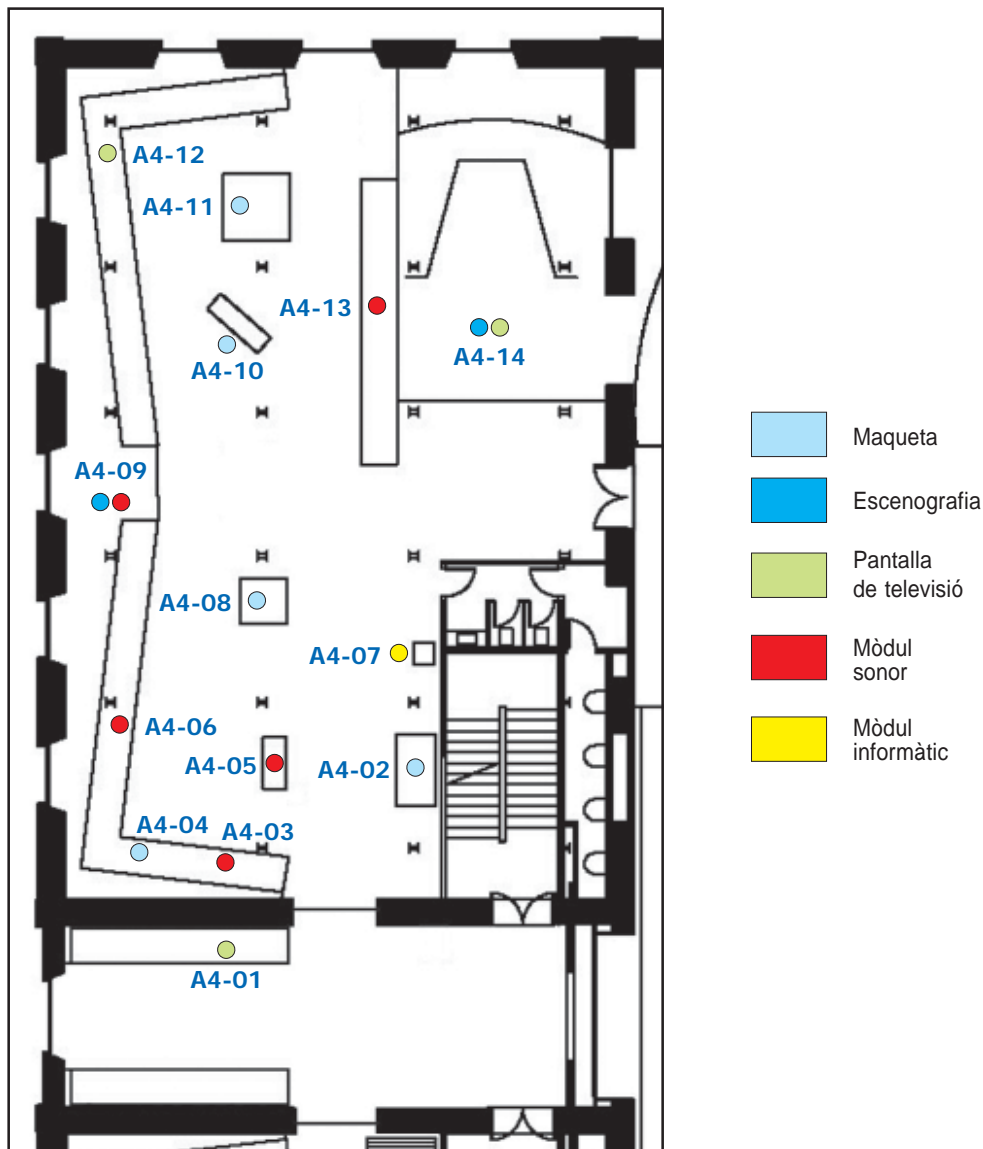 A4-12
A4-11
A4-13
A4-14
A4-10
A4-09
A4-08
A4-07
A4-06
A4-05
A4-02
A4-04
A4-03
A4-01
Maqueta
Escenografia
Pantalla
de televisió
Mòdul
sonor
Mòdul
informàtic